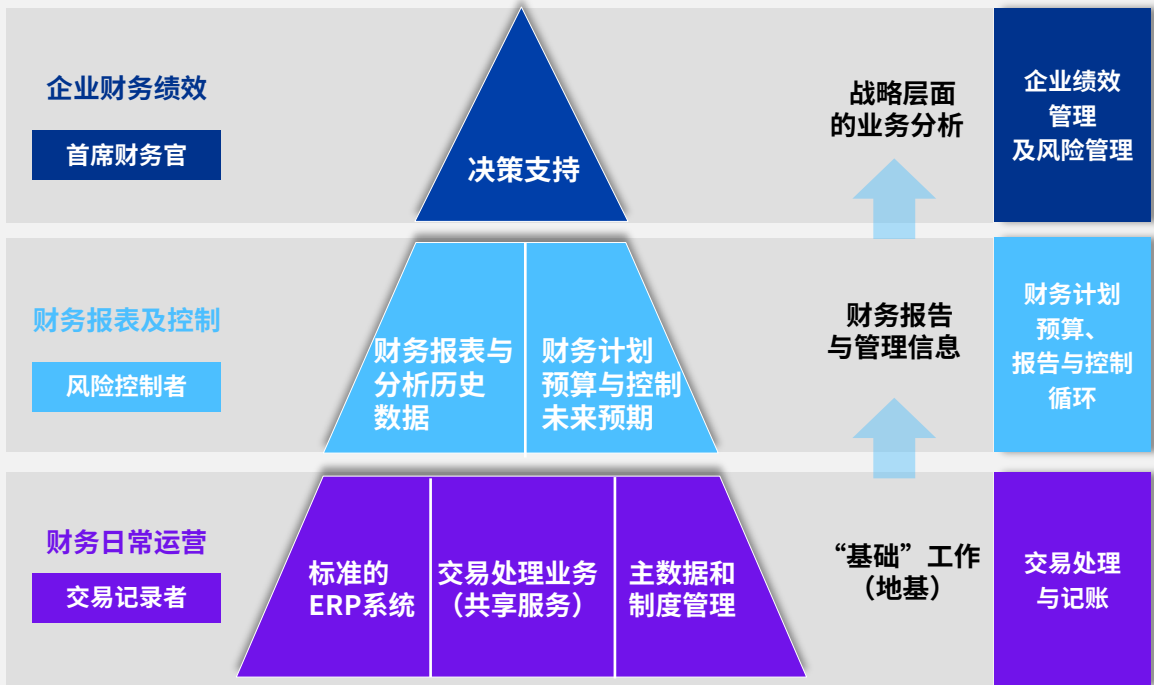 企业财务绩效
首席财务官
决策支持
战略层面
的业务分析
企业绩效
管理
及风险管理
财务报表及控制
风险控制者
财务报表与
分析历史
数据
财务计划
预算与控制
未来预期
财务报告
与管理信息
财务计划
预算、
报告与控制
循环
财务日常运营
交易记录者
标准的
ERP系统
交易处理业务
（共享服务）
主数据和
制度管理
“基础”工作
（地基）
交易处理
与记账